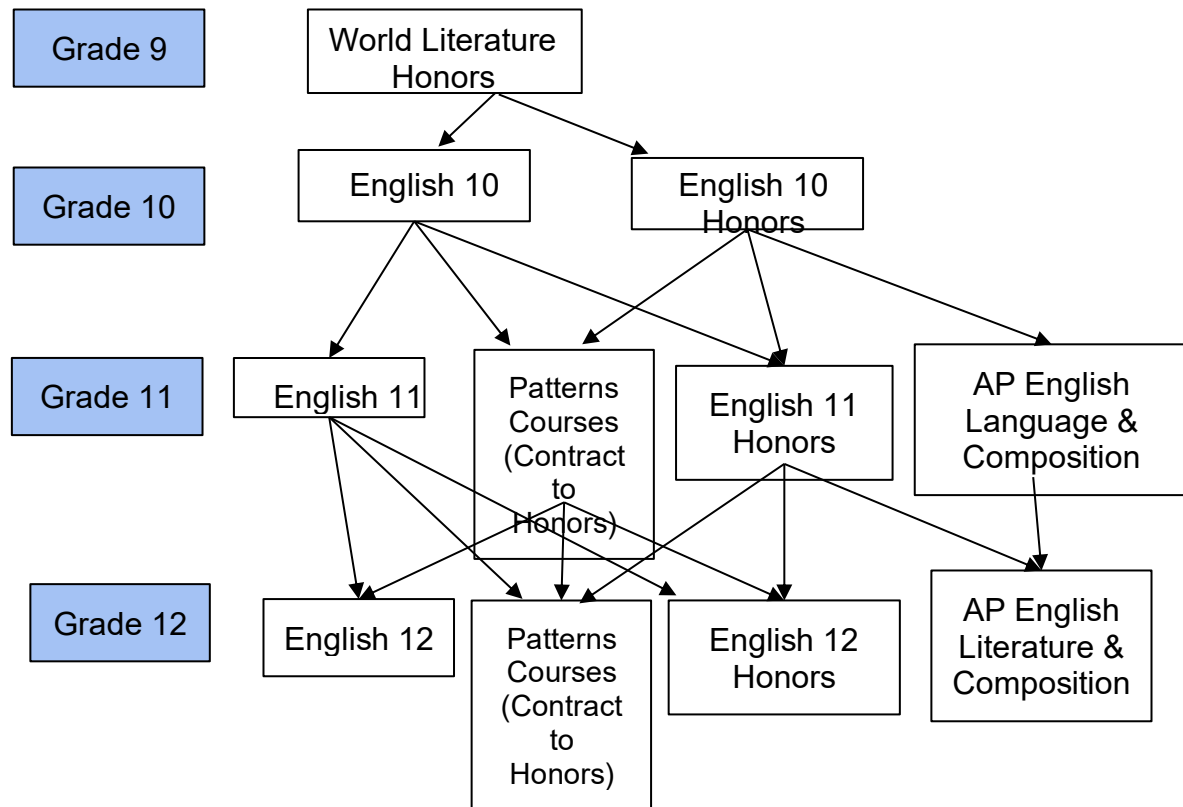 Grade 9
World Literature
Honors
Grade 10
English 10
English 10
Honors
Grade 11
English 11
Patterns
Courses
(Contract
to
Honors)
English 11
Honors
AP English
Language &
Composition
Grade 12
English 12
Patterns
Courses
(Contract
to
Honors)
English 12
Honors
AP English
Literature &
Composition